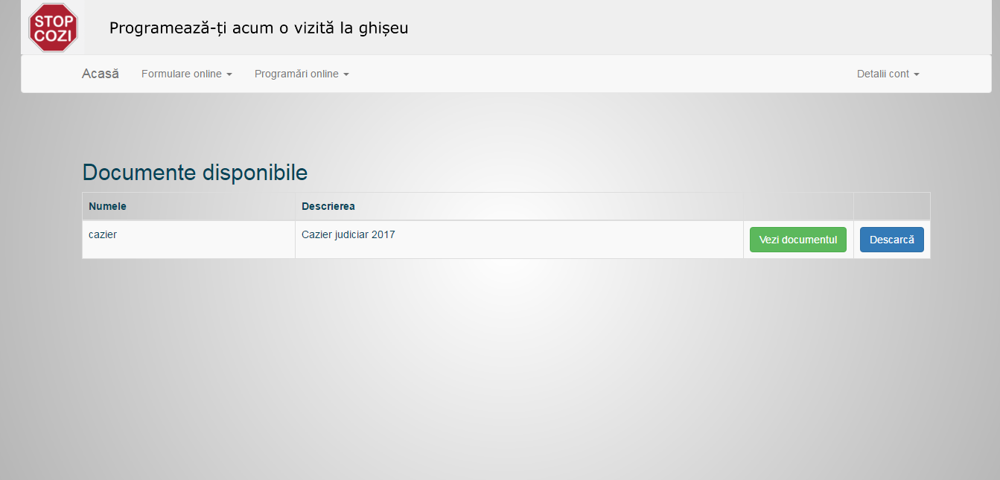 STOP
COZI
Programează-ți acum o vizită la ghișeu
Acasă Formulare online Programări online Detalii cont
Documente disponibile
Numele Descrierea
cazier Cazier judiciar 2017 Vezi documentul Descarcă